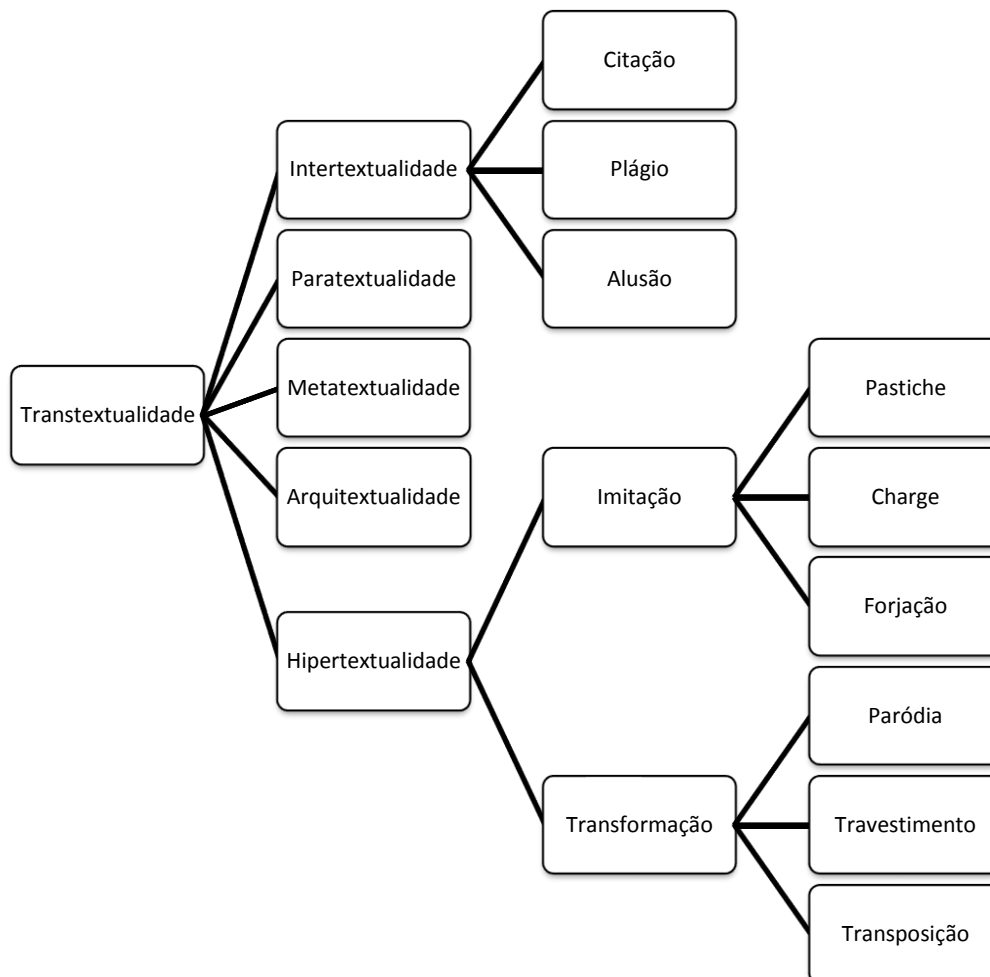 Citação
Intertextualidade
Plágio
Paratextualidade
Alusão
Transtextualidade
Metatextualidade
Pastiche
Arquitextualidade
Imitação
Charge
Forjação
Hipertextualidade
Paródia
Transformação
Travestimento
Transposição